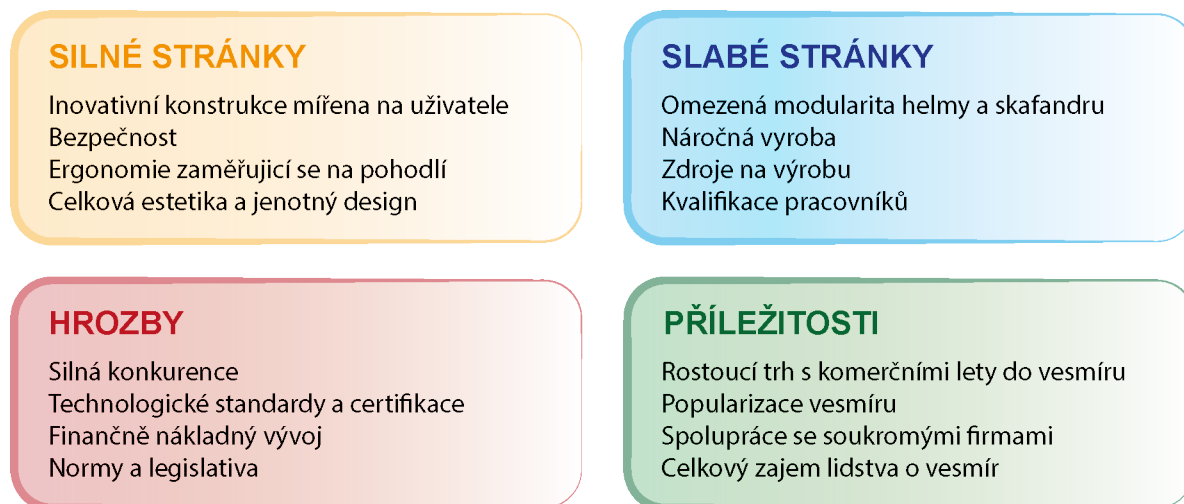 SILNÉ STRÁNKY
Inovativní konstrukce mířena na uživatele
Bezpečnost
Ergonomie zaměřujicí se na pohodlí
Celková estetika a jenotný design
SLABÉ STRÁNKY
Omezená modularita helmy a skafandru
Náročná vyroba
Zdroje na výrobu
Kvalifikace pracovníků
HROZBY
Silná konkurence
Technologické standardy a certifikace
Finančně nákladný vývoj
Normy a legislativa
PŘÍLEŽITOSTI
Rostoucí trh s komerčními lety do vesmíru
Popularizace vesmíru
Spolupráce se soukromými firmami
Celkový zajem lidstva o vesmír